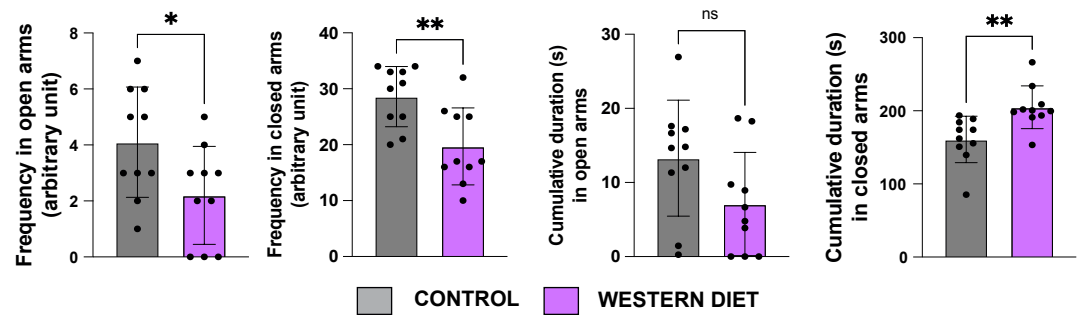 Frequency in open arms
(arbitrary unit)
8
6
4
2
0
*
Frequency in closed arms
(arbitrary unit)
40
30
20
10
0
**
Cumulative duration (s)
in open arms
30
20
10
0
ns
Cumulative duration (s)
in closed arms
300
200
100
0
**
CONTROL
WESTERN DIET